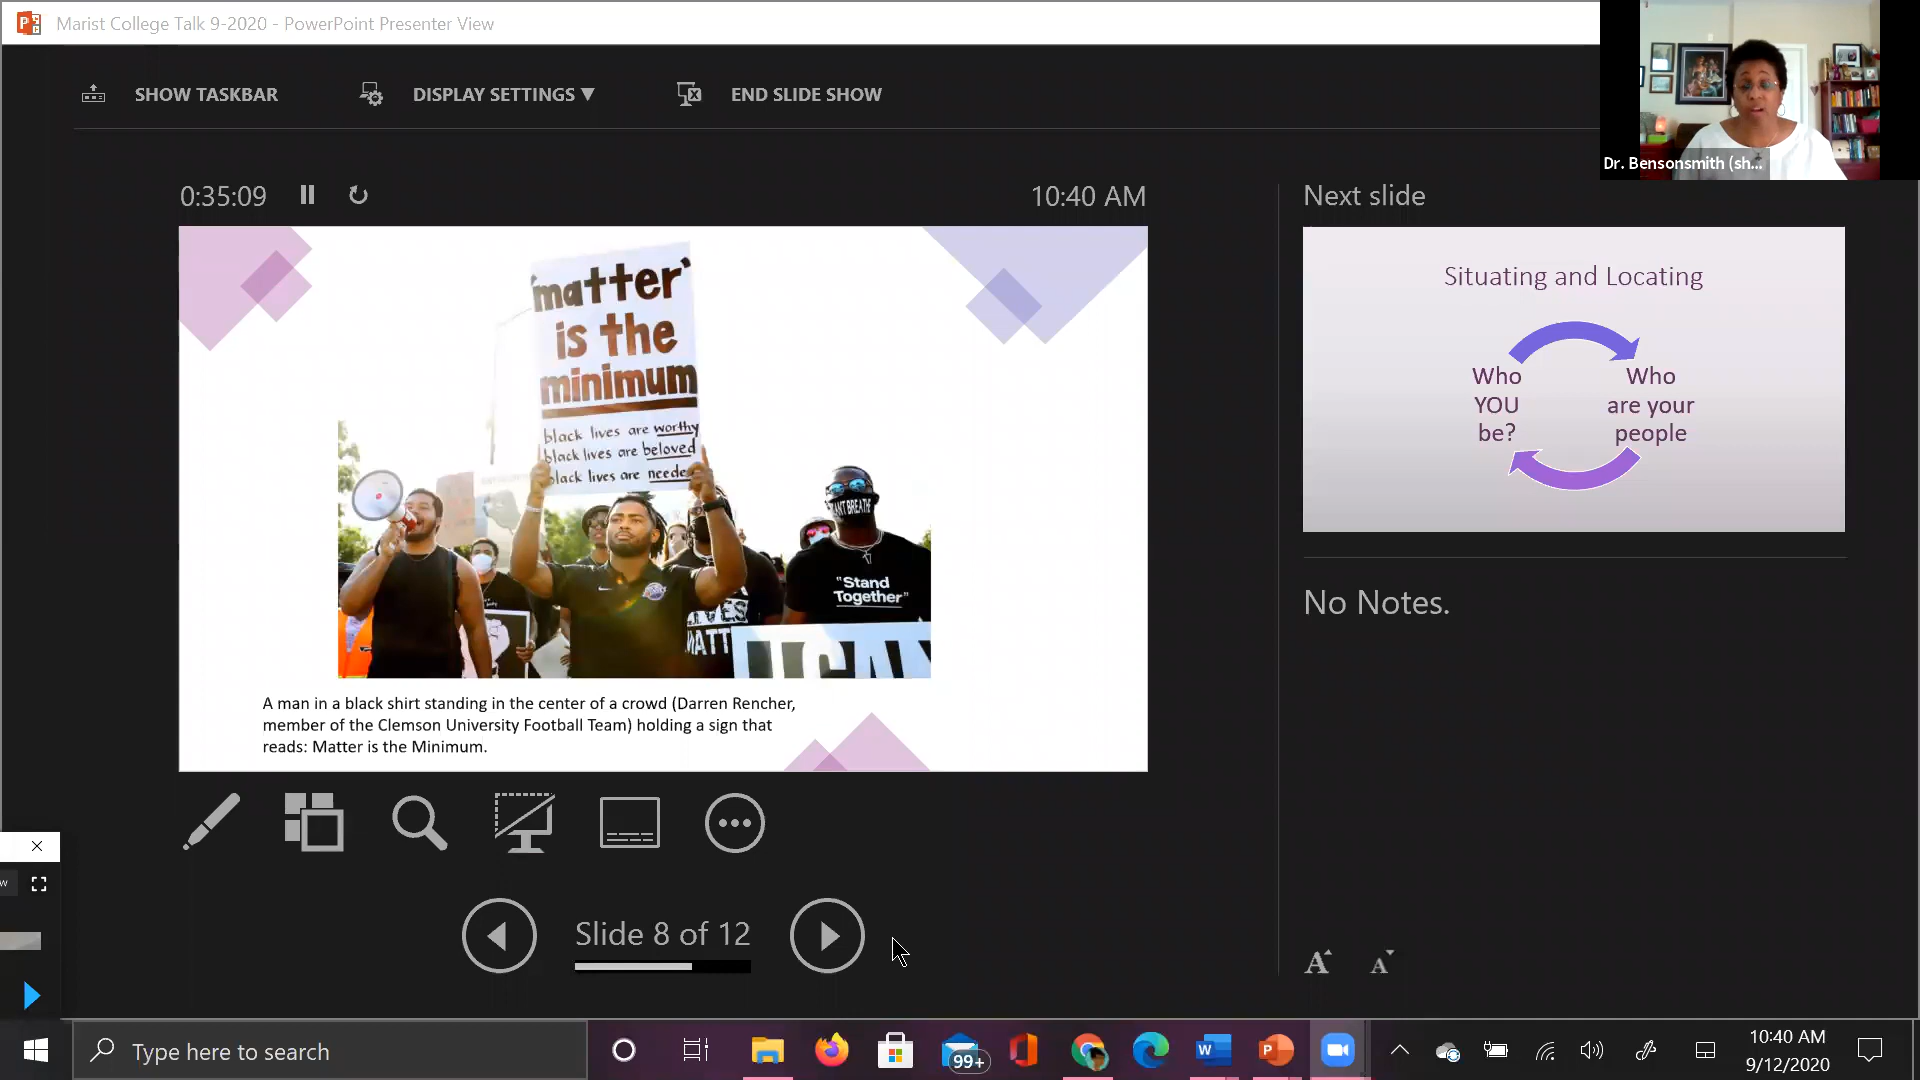 Marist College Talk 9-2020 - PowerPoint Presenter View
SHOW TASKBAR
DISPLAY SETTINGS ▼
END SLIDE SHOW
Dr. Bensonsmith (sh...
0:35:09
10:40 AM
'matter'
is the
minimum
black lives are worthy
black lives are beloved
black lives are neede
CAN'T BREATHE
"Stand
Together"
LIVES
MATT
A man in a black shirt standing in the center of a crowd (Darren Rencher,
member of the Clemson University Football Team) holding a sign that
reads: Matter is the Minimum.
Next slide
Situating and Locating
Who
YOU
be?
Who
are your
people
No Notes.
Slide 8 of 12
A A
w
Type here to search
99+
10:40 AM
9/12/2020